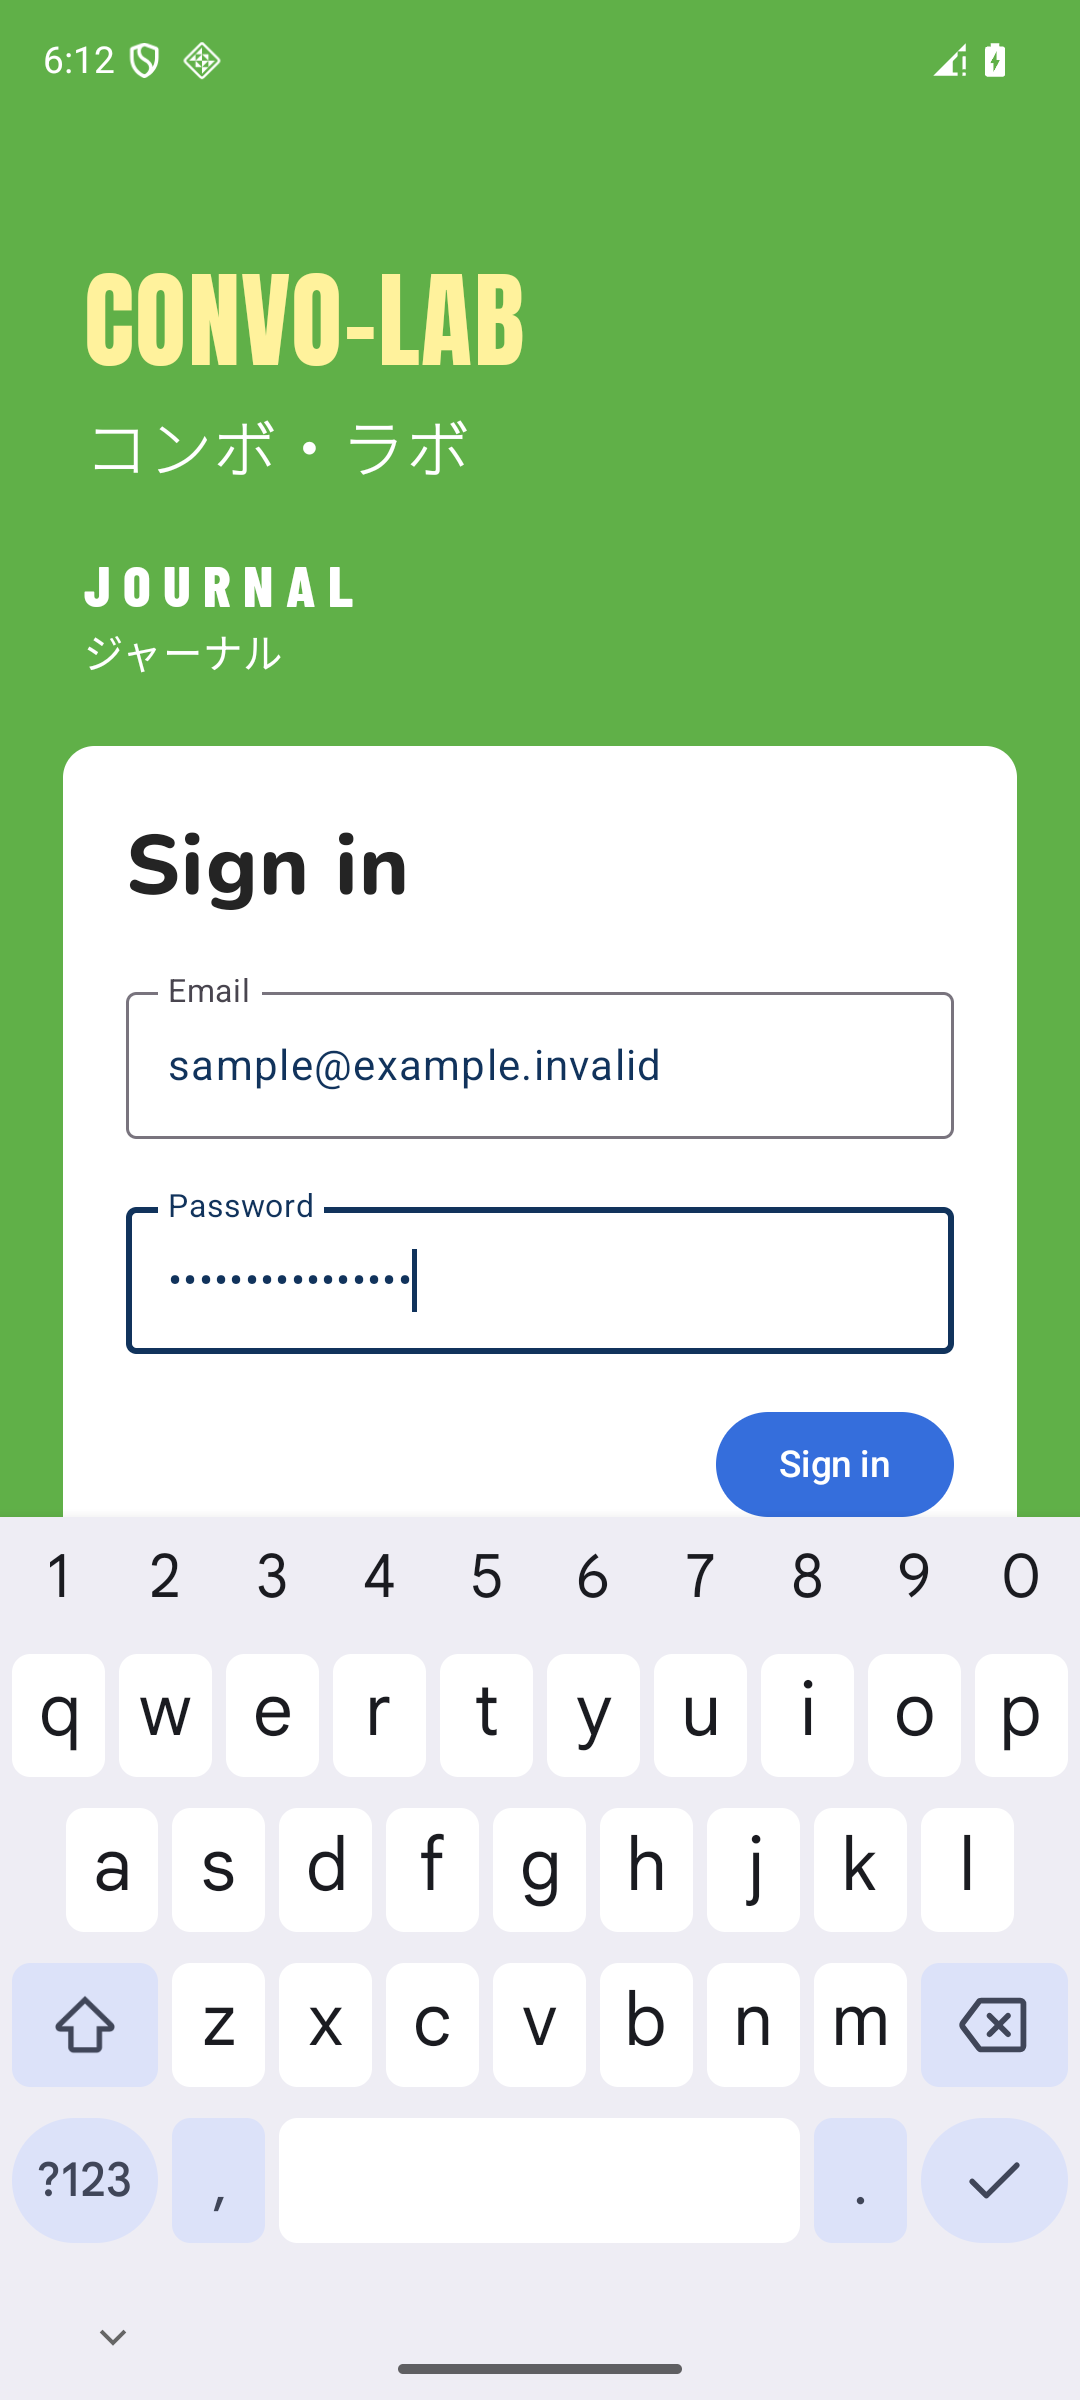 6:12
CONVO-LAB
コンボ・ラボ
JOURNAL
ジャーナル
Sign in
Email
sample@example.invalid
Password
••••••••••••••••
Sign in
1 2 3 4 5 6 7 8 9 0
q w e r t y u i o p
a s d f g h j k l
z x c v b n m
?123 , .